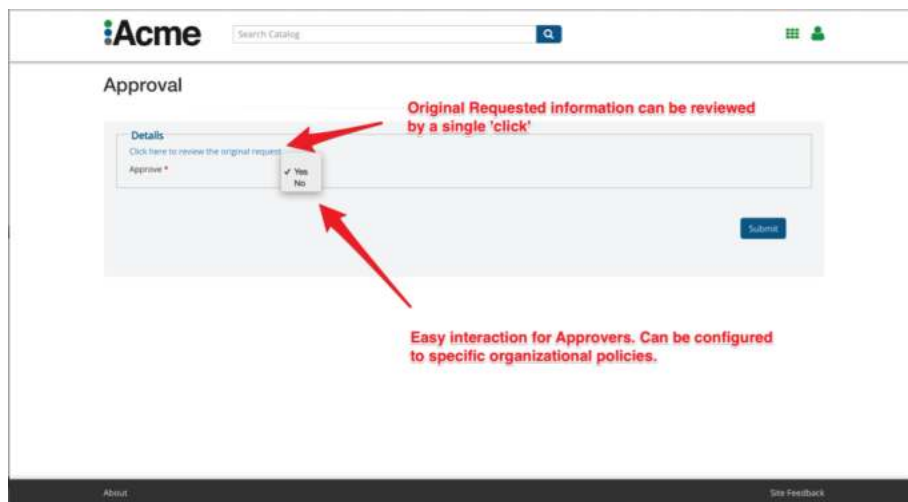 Acme
Search Catalog
Approval
Original Requested information can be reviewed
by a single 'click'
Details
Click here to review the original request
Approve *
✓ Yes
No
Submit
Easy interaction for Approvers. Can be configured
to specific organizational policies.
About
Site Feedback